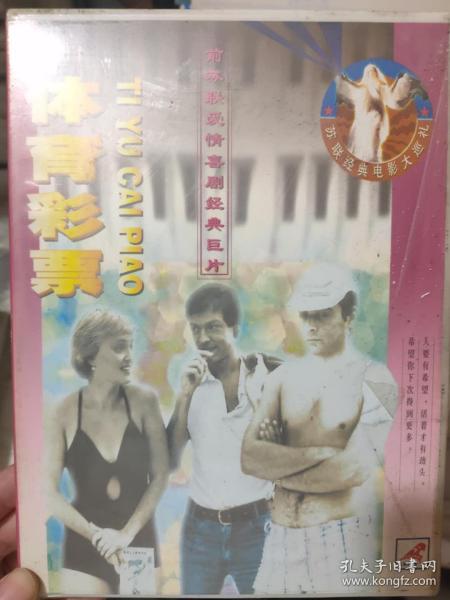 体育彩票
TI YU CAI PIAO
前苏联爱情喜剧经典巨片
苏联经典电影大巡礼
人要有希望，活着才有劲头。
希望你下次得到更多？
孔夫子旧书网
www.kongfz.com